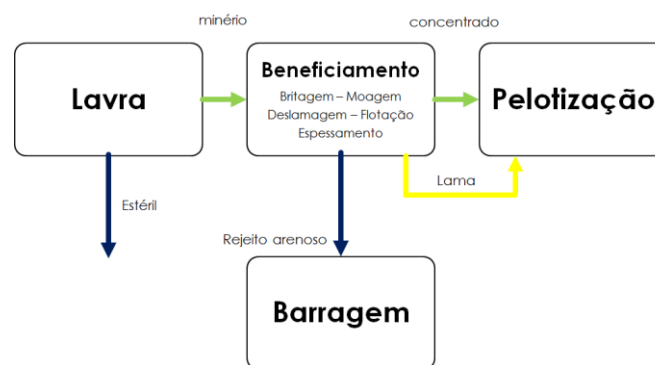 minério
concentrado
Lavra
Beneficiamento
Britagem – Moagem
Deslamagem – Flotação
Espessamento
Pelotização
Lama
Estéril
Rejeito arenoso
Barragem